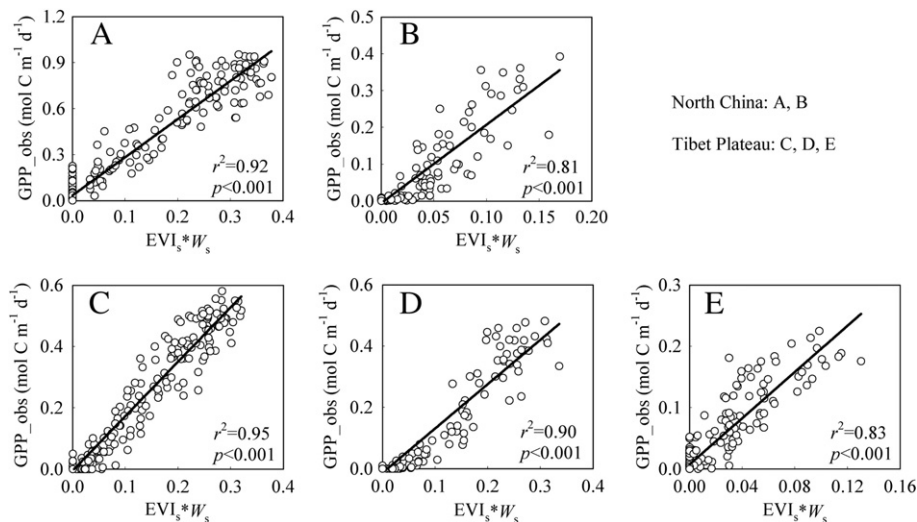 A
GPP_obs (mol C m⁻¹ d⁻¹)
1.2
0.9
0.6
0.3
0.0
r²=0.92
p<0.001
0.0 0.1 0.2 0.3 0.4
EVIₛ*Wₛ
B
GPP_obs (mol C m⁻¹ d⁻¹)
0.5
0.4
0.3
0.2
0.1
0.0
r²=0.81
p<0.001
0.00 0.05 0.10 0.15 0.20
EVIₛ*Wₛ
North China: A, B
Tibet Plateau: C, D, E
C
GPP_obs (mol C m⁻¹ d⁻¹)
0.6
0.4
0.2
0.0
r²=0.95
p<0.001
0.0 0.1 0.2 0.3 0.4
EVIₛ*Wₛ
D
GPP_obs (mol C m⁻¹ d⁻¹)
0.6
0.4
0.2
0.0
r²=0.90
p<0.001
0.0 0.1 0.2 0.3 0.4
EVIₛ*Wₛ
E
GPP_obs (mol C m⁻¹ d⁻¹)
0.3
0.2
0.1
0.0
r²=0.83
p<0.001
0.00 0.04 0.08 0.12 0.16
EVIₛ*Wₛ